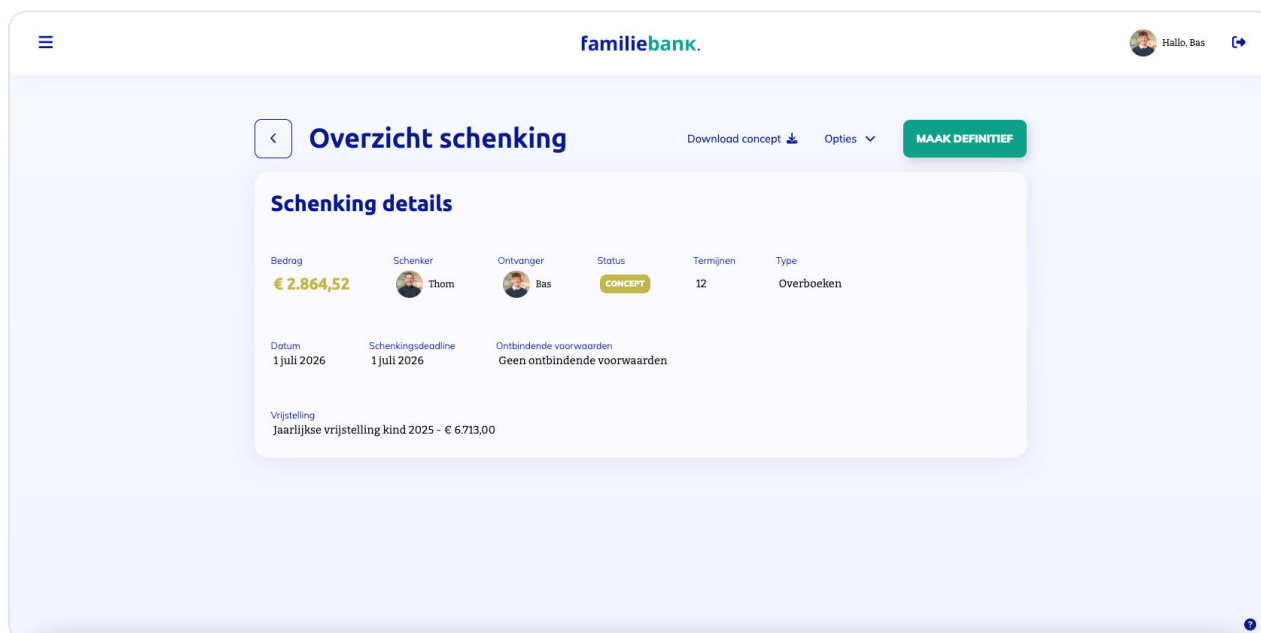 familiebank.
Hallo, Bas
Overzicht schenking
Download concept
Opties
MAAK DEFINITIEF
Schenking details
Bedrag Schenker Ontvanger Status Termijnen Type
€ 2.864,52 Thom Bas CONCEPT 12 Overboeken
Datum Schenkingsdeadline Ontbindende voorwaarden
1 juli 2026 1 juli 2026 Geen ontbindende voorwaarden
Vrijstelling
Jaarlijkse vrijstelling kind 2025 - € 6.713,00
?